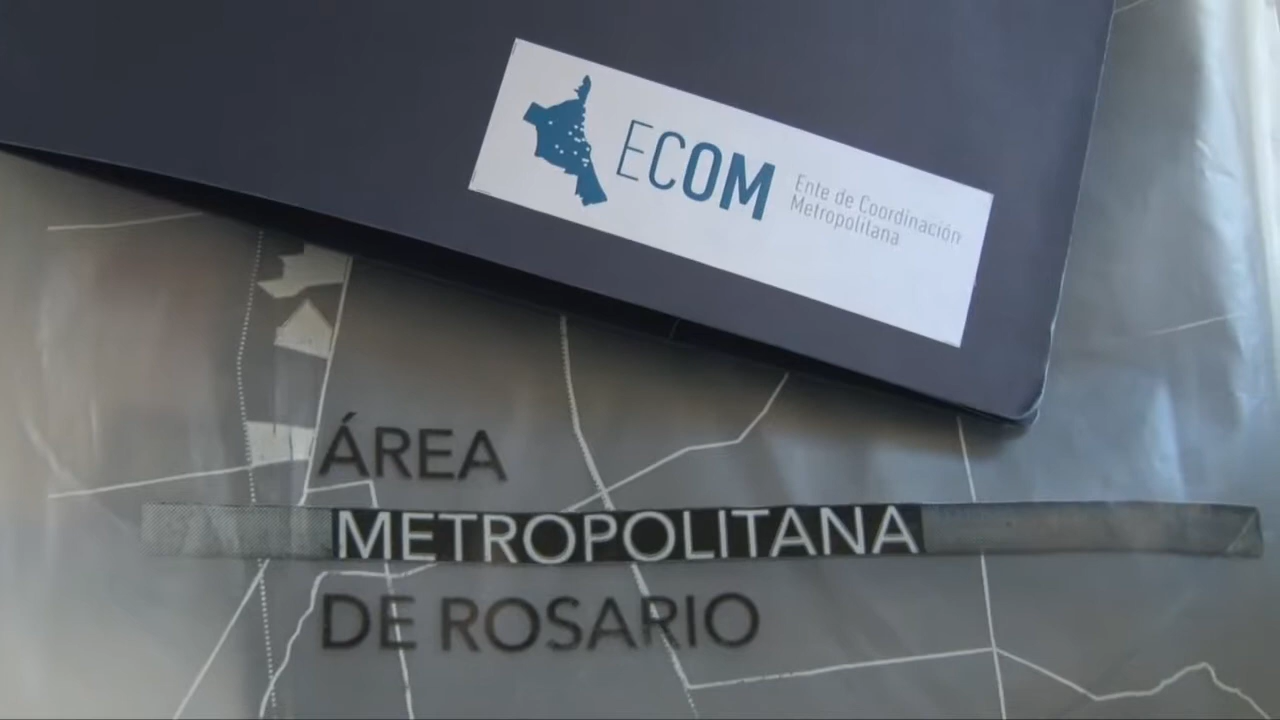 ECOM
Ente de Coordinación
Metropolitana
ÁREA
METROPOLITANA
DE ROSARIO